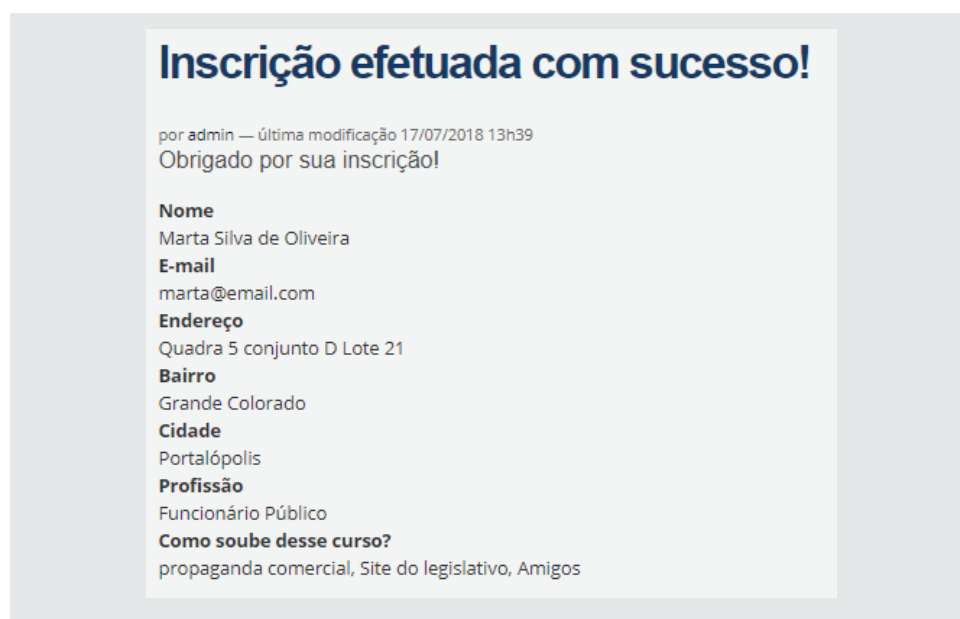 Inscrição efetuada com sucesso!
por admin — última modificação 17/07/2018 13h39
Obrigado por sua inscrição!
Nome
Marta Silva de Oliveira
E-mail
marta@email.com
Endereço
Quadra 5 conjunto D Lote 21
Bairro
Grande Colorado
Cidade
Portalópolis
Profissão
Funcionário Público
Como soube desse curso?
propaganda comercial, Site do legislativo, Amigos